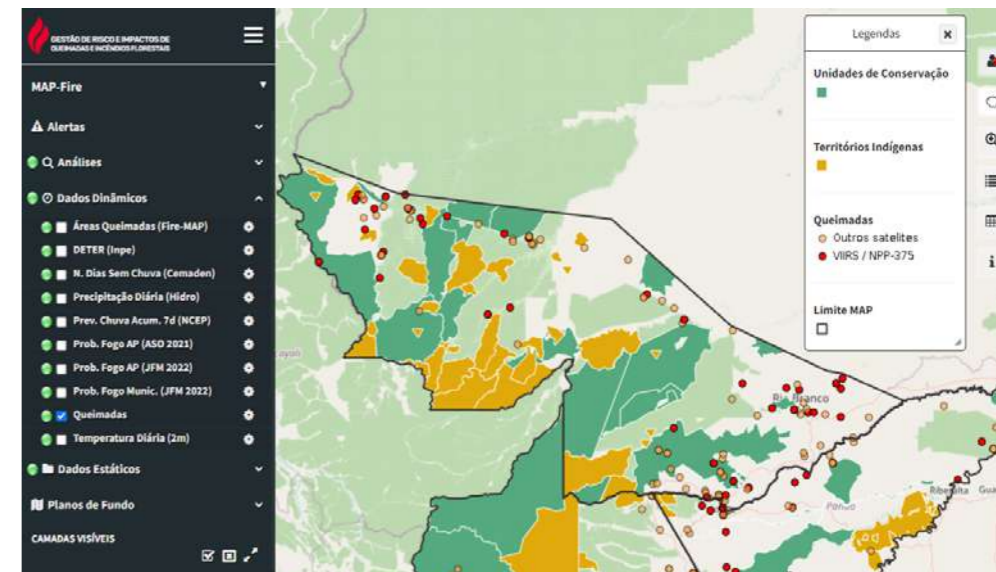 GESTÃO DE RISCO E IMPACTOS DE
QUEIMADAS E INCÊNDIOS FLORESTAIS
MAP-Fire
Alertas
Análises
Dados Dinâmicos
Áreas Queimadas (Fire-MAP)
DETER (Inpe)
N. Dias Sem Chuva (Cemaden)
Precipitação Diária (Hidro)
Prev. Chuva Acum. 7d (NCEP)
Prob. Fogo AP (ASO 2021)
Prob. Fogo AP (JFM 2022)
Prob. Fogo Munic. (JFM 2022)
Queimadas
Temperatura Diária (2m)
Dados Estáticos
Planos de Fundo
CAMADAS VISÍVEIS
Legendas
Unidades de Conservação
Territórios Indígenas
Queimadas
Outros satelites
VIIRS / NPP-375
Limite MAP
Rio Branco
Pando
Riberalta